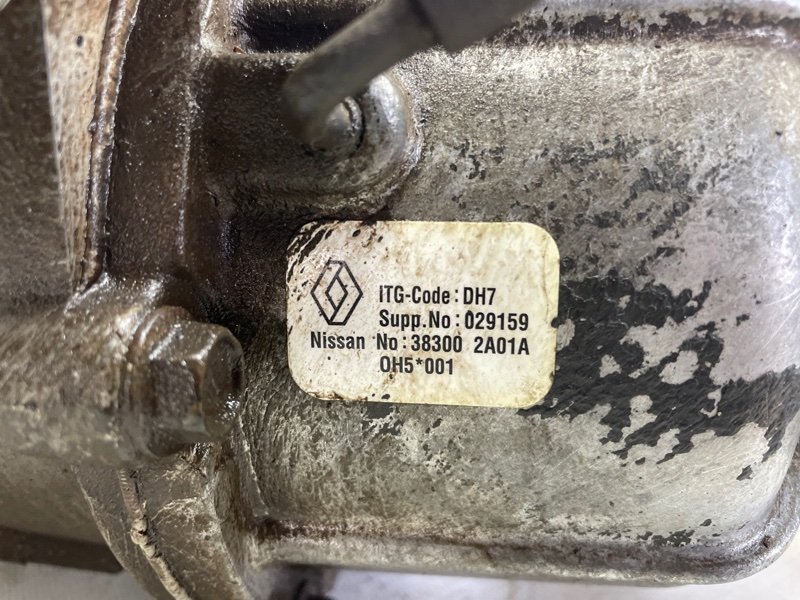 ITG-Code: DH7
Supp.No: 029159
Nissan No: 38300 2A01A
OH5*001